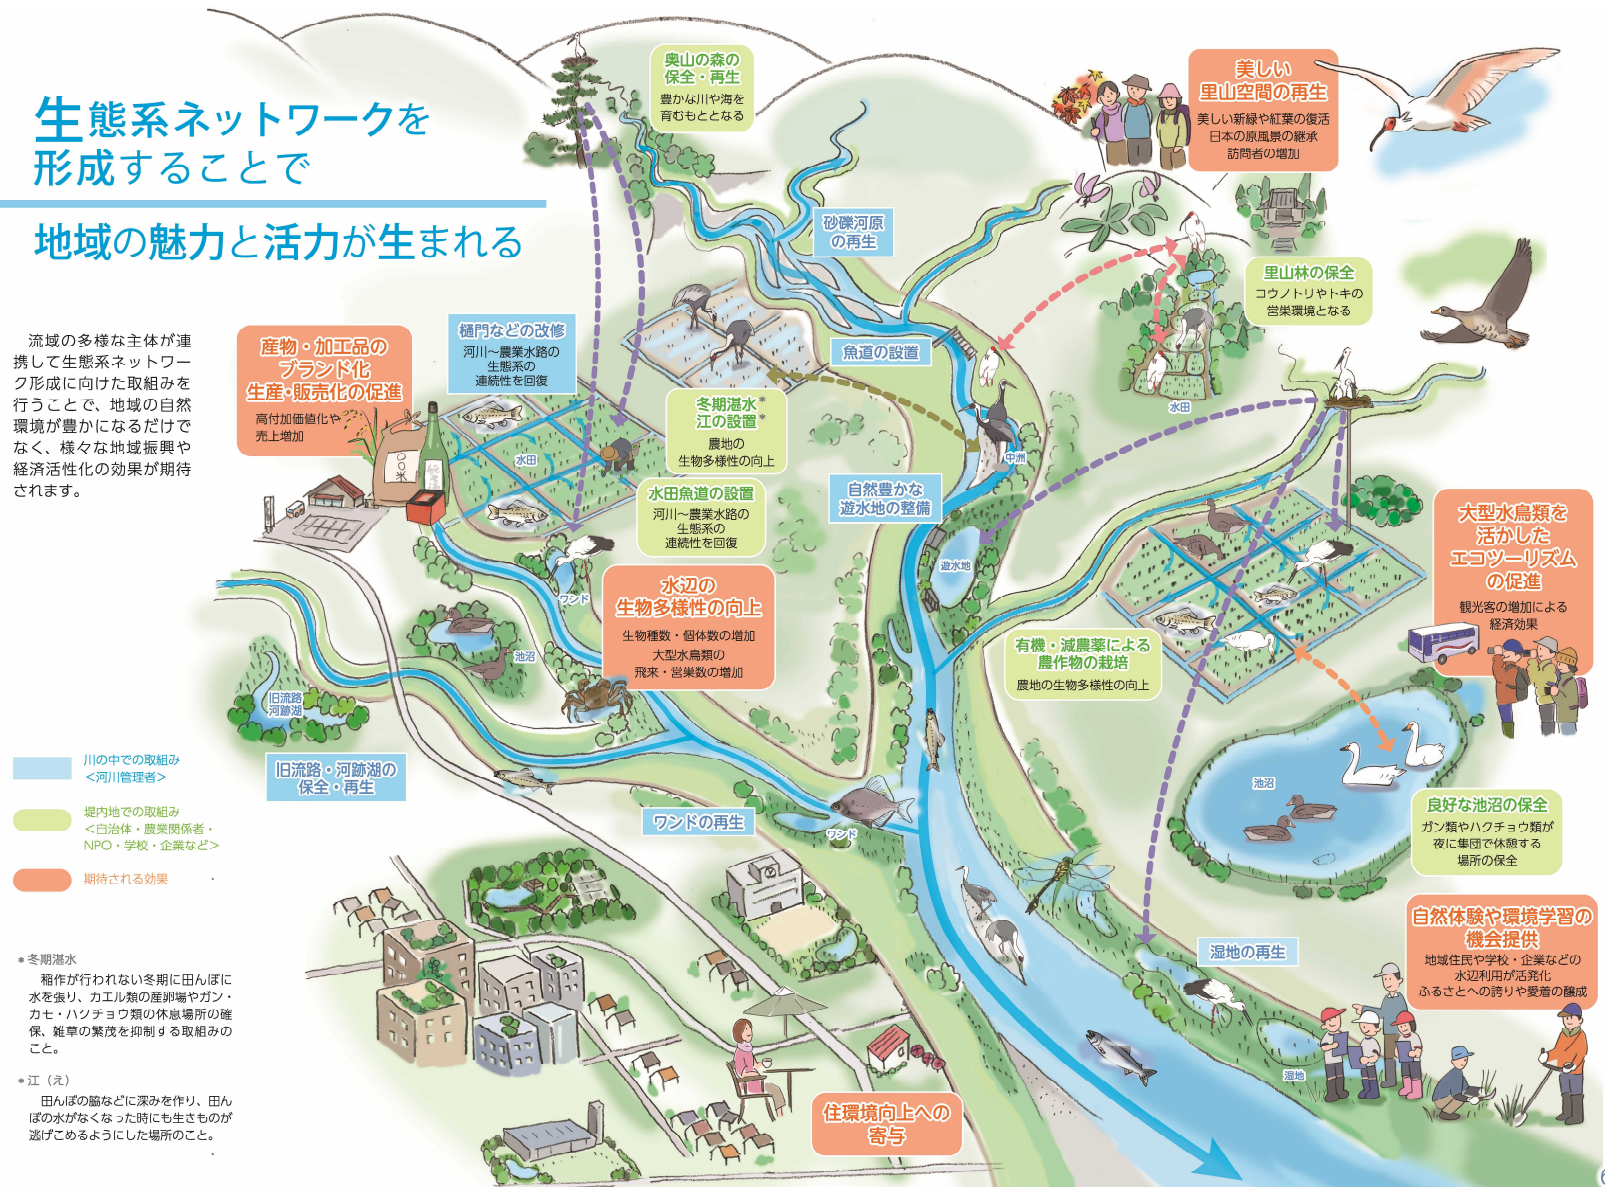 生態系ネットワークを
形成することで
地域の魅力と活力が生まれる
流域の多様な主体が連
携して生態系ネットワー
ク形成に向けた取組みを
行うことで、地域の自然
環境が豊かになるだけで
なく、様々な地域振興や
経済活性化の効果が期待
されます。
奥山の森の
保全・再生
豊かな川や海を
育むもととなる
美しい
里山空間の再生
美しい新緑や紅葉の復活
日本の原風景の継承
訪問者の増加
砂礫河原
の再生
里山林の保全
コウノトリやトキの
営巣環境となる
産物・加工品の
ブランド化
生産・販売化の促進
高付加価値化や
売上増加
樋門などの改修
河川～農業水路の
生態系の
連続性を回復
魚道の設置
冬期湛水*
江の設置*
農地の
生物多様性の向上
水田
水田
〇〇米
中洲
水田魚道の設置
河川～農業水路の
生態系の
連続性を回復
自然豊かな
遊水地の整備
遊水地
大型水鳥類を
活かした
エコツーリズム
の促進
観光客の増加による
経済効果
ワンド
水辺の
生物多様性の向上
生物種数・個体数の増加
大型水鳥類の
飛来・営巣数の増加
池沼
有機・減農薬による
農作物の栽培
農地の生物多様性の向上
旧流路
河跡湖
旧流路・河跡湖の
保全・再生
ワンドの再生
ワンド
池沼
良好な池沼の保全
ガン類やハクチョウ類が
夜に集団で休憩する
場所の保全
川の中での取組み
＜河川管理者＞
堤内地での取組み
＜自治体・農業関係者・
NPO・学校・企業など＞
期待される効果
自然体験や環境学習の
機会提供
地域住民や学校・企業などの
水辺利用が活発化
ふるさとへの誇りや愛着の醸成
湿地の再生
湿地
住環境向上への
寄与
*冬期湛水
稲作が行われない冬期に田んぼに
水を張り、カエル類の産卵場やガン・
カモ・ハクチョウ類の休息場所の確
保、雑草の繁茂を抑制する取組みの
こと。
*江（え）
田んぼの脇などに深みを作り、田ん
ぼの水がなくなった時にも生きものが
逃げこめるようにした場所のこと。